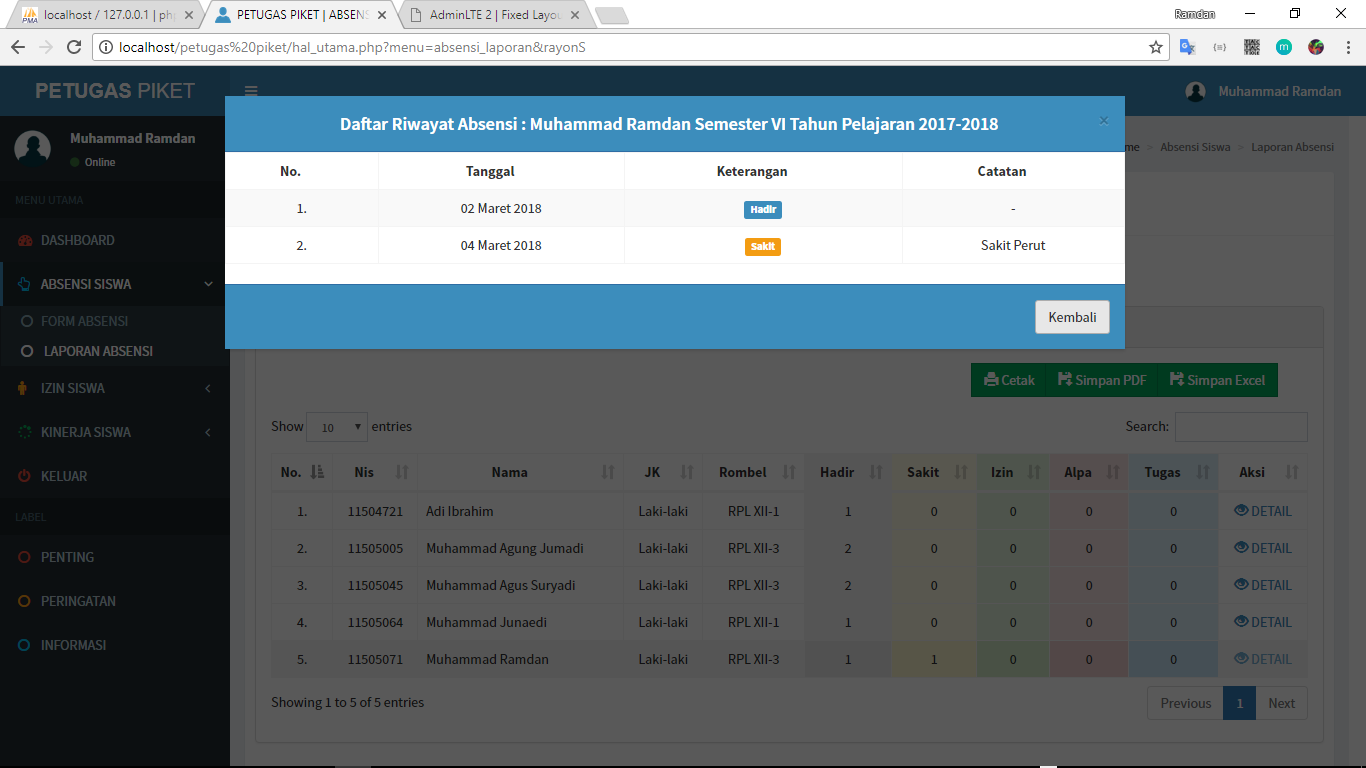 localhost / 127.0.0.1 | ph
PETUGAS PIKET | ABSEN
AdminLTE 2 | Fixed Layou
Ramdan
localhost/petugas%20piket/hal_utama.php?menu=absensi_laporan&rayonS
PETUGAS PIKET
Muhammad Ramdan
Muhammad Ramdan
Online
Daftar Riwayat Absensi : Muhammad Ramdan Semester VI Tahun Pelajaran 2017-2018
×
No. Tanggal Keterangan Catatan
1. 02 Maret 2018 Hadir -
2. 04 Maret 2018 Sakit Sakit Perut
Kembali
me > Absensi Siswa > Laporan Absensi
MENU UTAMA
DASHBOARD
ABSENSI SISWA
FORM ABSENSI
LAPORAN ABSENSI
IZIN SISWA
KINERJA SISWA
KELUAR
LABEL
PENTING
PERINGATAN
INFORMASI
Cetak Simpan PDF Simpan Excel
Show 10 entries Search:
No. Nis Nama JK Rombel Hadir Sakit Izin Alpa Tugas Aksi
1. 11504721 Adi Ibrahim Laki-laki RPL XII-1 1 0 0 0 0 DETAIL
2. 11505005 Muhammad Agung Jumadi Laki-laki RPL XII-3 2 0 0 0 0 DETAIL
3. 11505045 Muhammad Agus Suryadi Laki-laki RPL XII-3 2 0 0 0 0 DETAIL
4. 11505064 Muhammad Junaedi Laki-laki RPL XII-1 1 0 0 0 0 DETAIL
5. 11505071 Muhammad Ramdan Laki-laki RPL XII-3 1 1 0 0 0 DETAIL
Showing 1 to 5 of 5 entries
Previous 1 Next